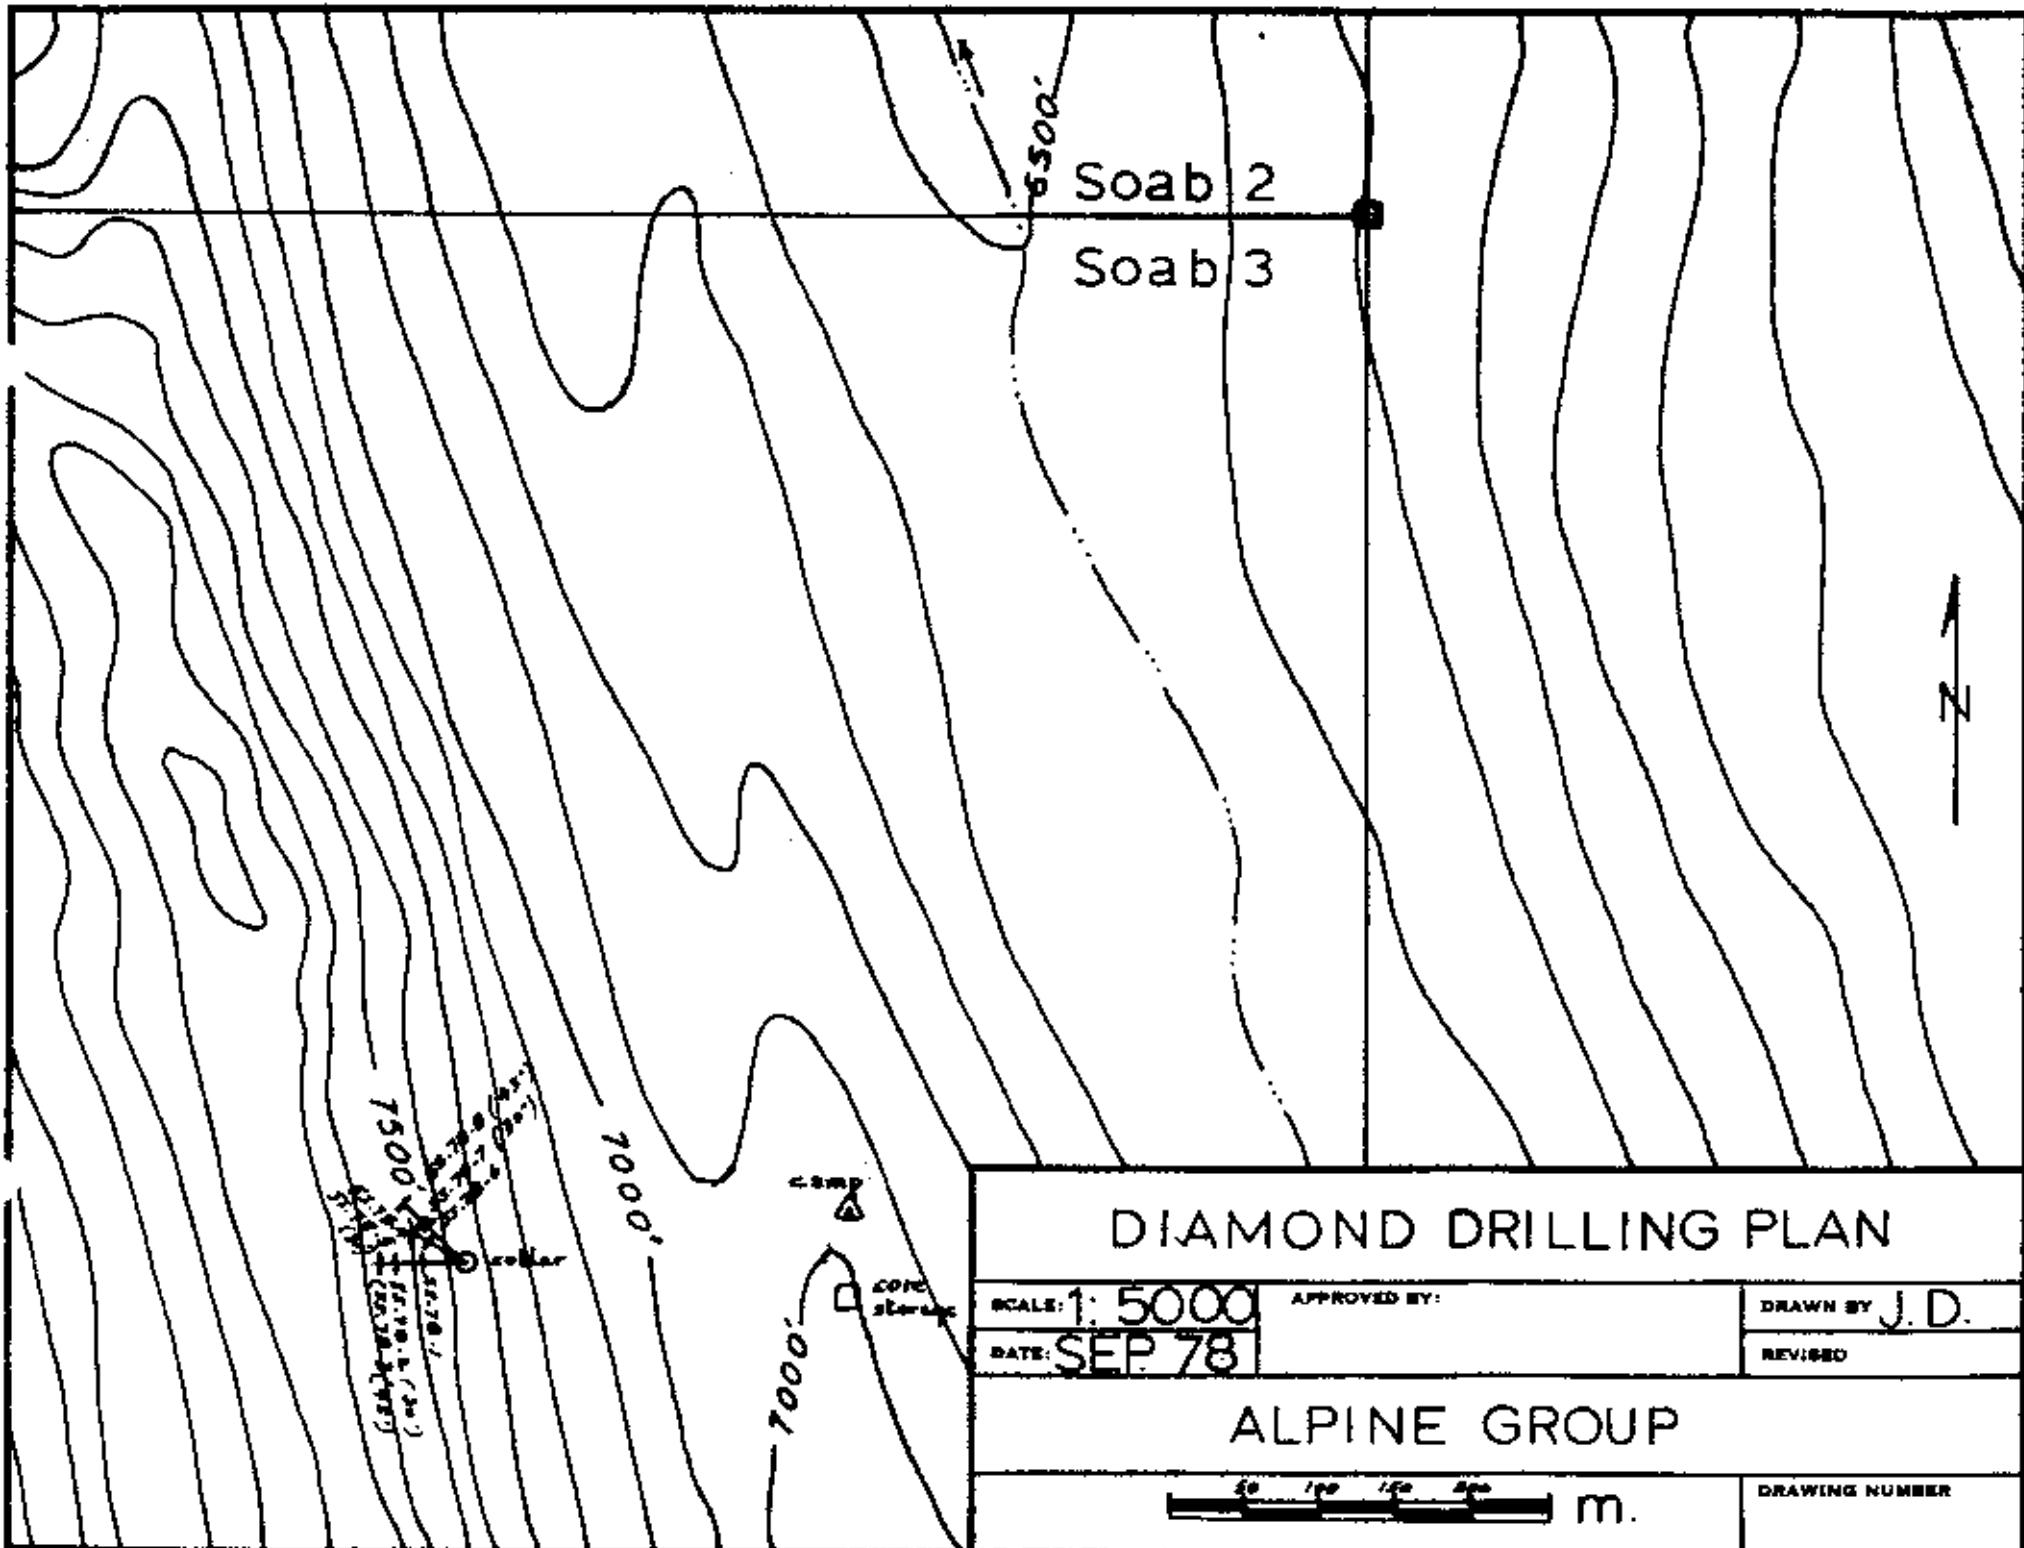 6500'
Soab 2
Soab 3
N
7500'
7000'
camp
collar
core
storage
7000'
DIAMOND DRILLING PLAN
SCALE: 1: 5000
APPROVED BY:
DRAWN BY J. D.
DATE: SEP 78
REVISED
ALPINE GROUP
50 100 150 200
m.
DRAWING NUMBER